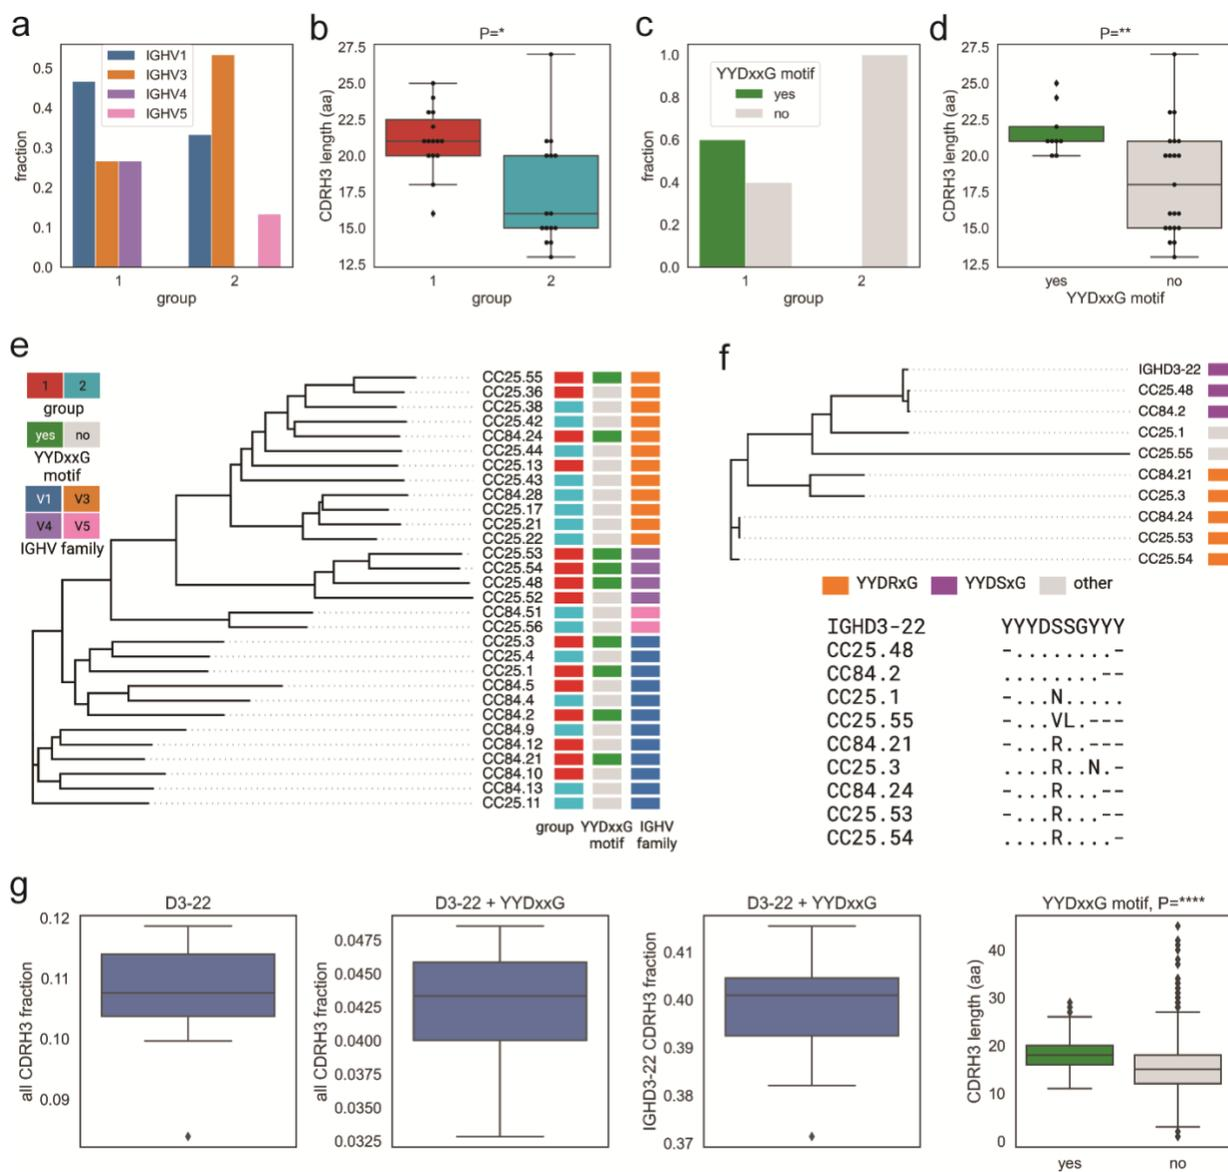 a
IGHV1
IGHV3
IGHV4
IGHV5
0.5
0.4
0.3
0.2
0.1
0.0
fraction
1
2
group
b
P=*
27.5
25.0
22.5
20.0
17.5
15.0
12.5
CDRH3 length (aa)
1
2
group
c
1.0
0.8
0.6
0.4
0.2
0.0
fraction
YYDxxG motif
yes
no
1
2
group
d
P=**
27.5
25.0
22.5
20.0
17.5
15.0
12.5
CDRH3 length (aa)
yes
no
YYDxxG motif
e
1
2
group
yes
no
YYDxxG
motif
V1
V3
V4
V5
IGHV family
CC25.55
CC25.36
CC25.38
CC25.42
CC84.24
CC25.44
CC25.13
CC25.43
CC84.28
CC25.17
CC25.21
CC25.22
CC25.53
CC25.54
CC25.48
CC25.52
CC84.51
CC25.56
CC25.3
CC25.4
CC25.1
CC84.5
CC84.4
CC84.2
CC84.9
CC84.12
CC84.21
CC84.10
CC84.13
CC25.11
group YYDxxG IGHV
motif family
f
IGHD3-22
CC25.48
CC84.2
CC25.1
CC25.55
CC84.21
CC25.3
CC84.24
CC25.53
CC25.54
YYDRxG YYDSxG other
IGHD3-22 YYYDSSGYYY
CC25.48 -........-
CC84.2 ........--
CC25.1 -...N.....
CC25.55 -...VL.---
CC84.21 ....R..---
CC25.3 ....R..N.-
CC84.24 -...R...--
CC25.53 ....R...--
CC25.54 ....R....-
g
D3-22
0.12
0.11
0.10
0.09
all CDRH3 fraction
D3-22 + YYDxxG
0.0475
0.0450
0.0425
0.0400
0.0375
0.0350
0.0325
all CDRH3 fraction
D3-22 + YYDxxG
0.41
0.40
0.39
0.38
0.37
IGHD3-22 CDRH3 fraction
YYDxxG motif, P=****
40
30
20
10
0
CDRH3 length (aa)
yes
no